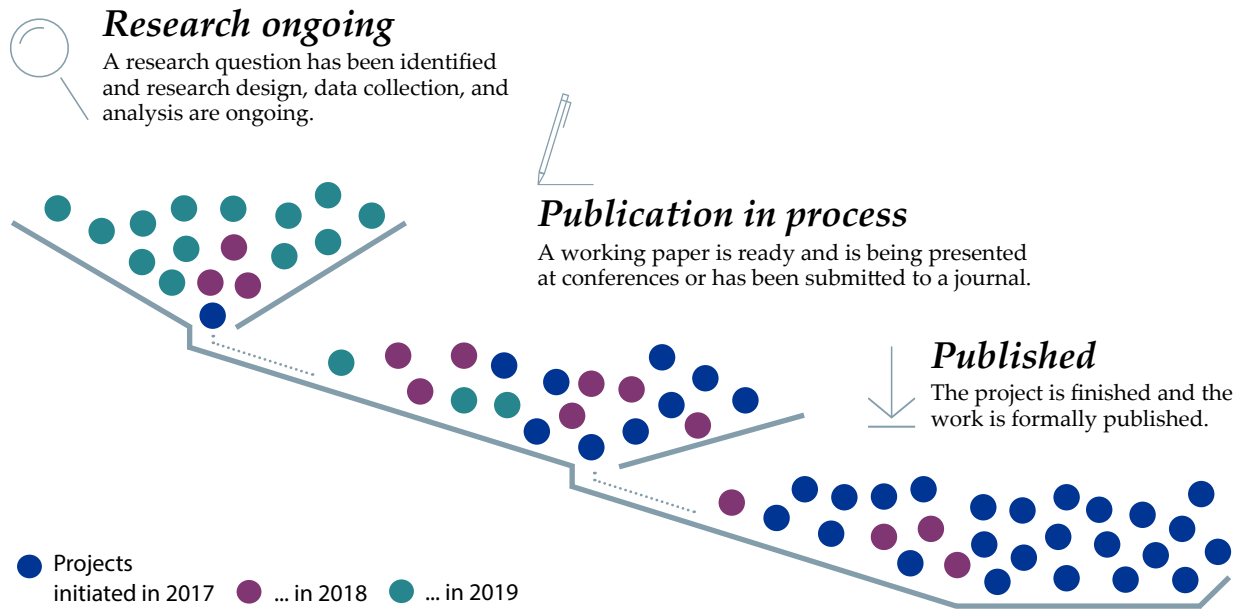 Research ongoing
A research question has been identified
and research design, data collection, and
analysis are ongoing.
Publication in process
A working paper is ready and is being presented
at conferences or has been submitted to a journal.
Published
The project is finished and the
work is formally published.
Projects
initiated in 2017
... in 2018
... in 2019